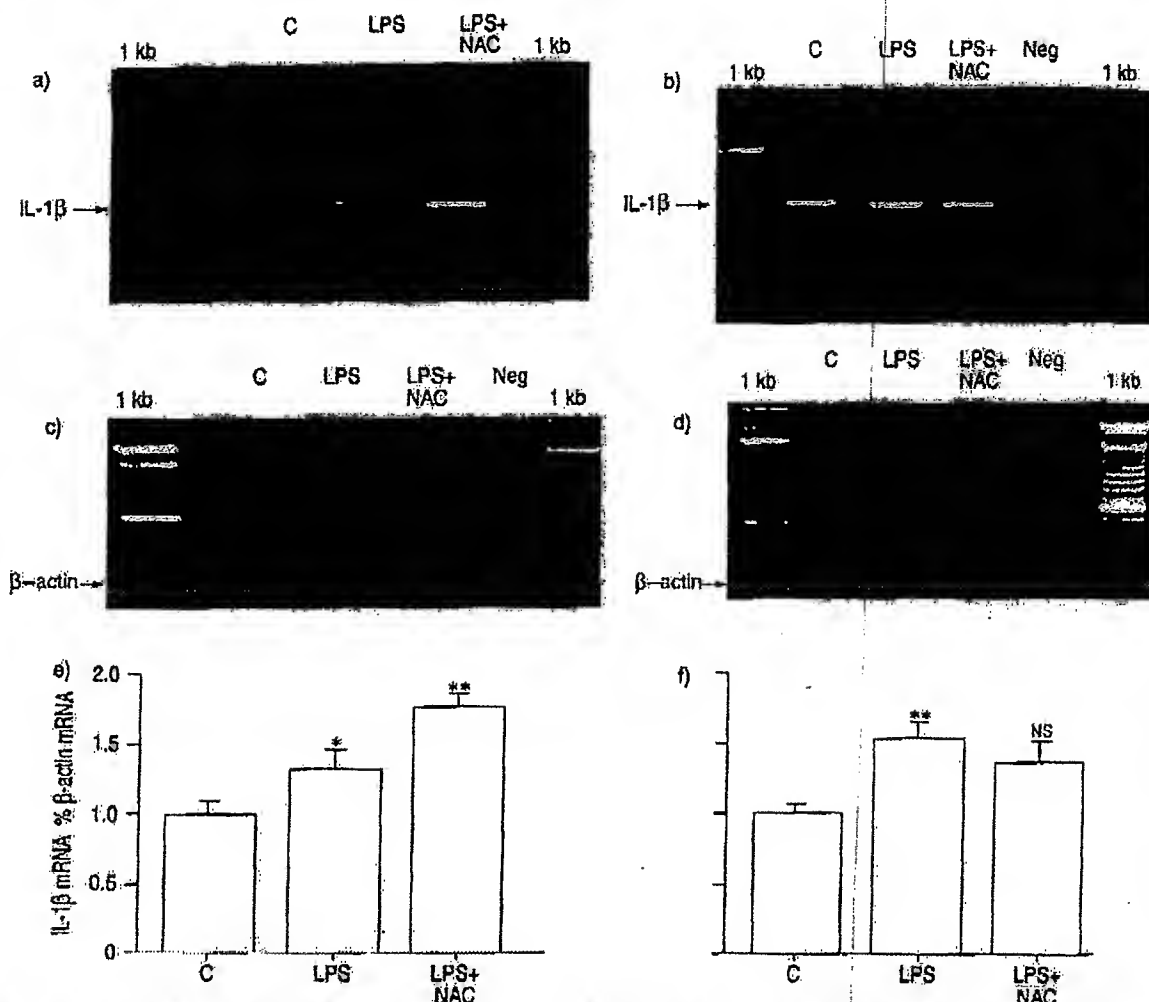 C LPS LPS+
NAC
1 kb 1 kb
a)
IL-1β
C LPS LPS+ Neg
NAC
1 kb 1 kb
b)
IL-1β
C LPS LPS+ Neg
NAC
1 kb 1 kb
c)
β-actin
C LPS LPS+ Neg
NAC
1 kb 1 kb
d)
β-actin
e)
IL-1β mRNA % β-actin mRNA
2.0
1.5
1.0
0.5
0
*
**
C LPS LPS+
NAC
f)
**
NS
C LPS LPS+
NAC